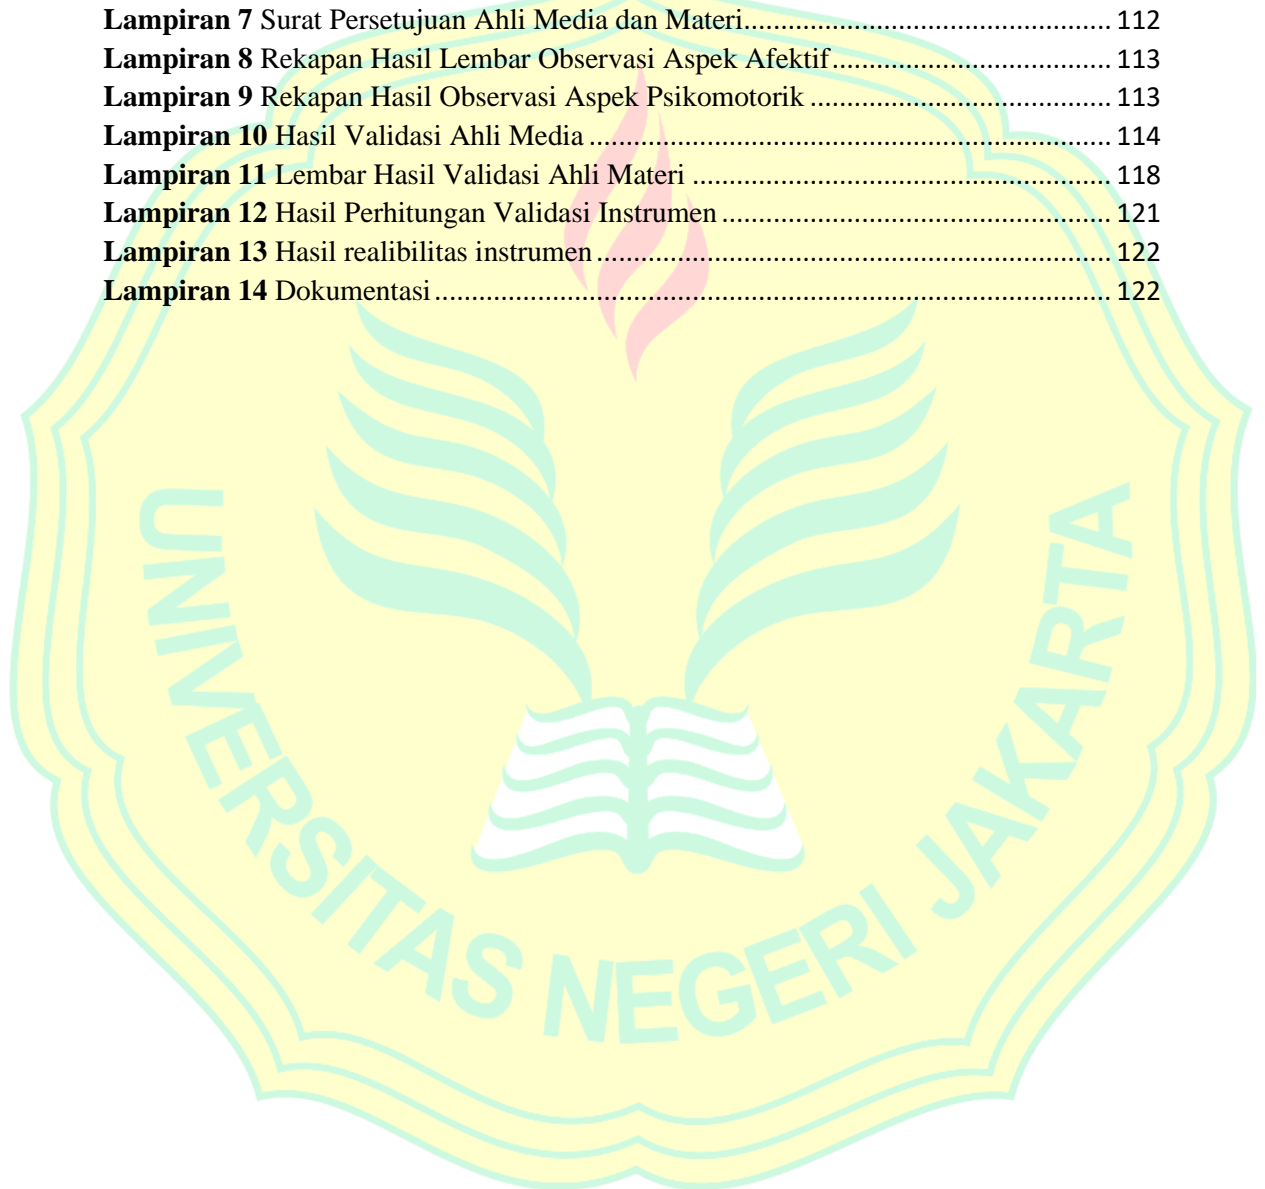 Lampiran 7 Surat Persetujuan Ahli Media dan Materi................................................. 112
Lampiran 8 Rekapan Hasil Lembar Observasi Aspek Afektif..................................... 113
Lampiran 9 Rekapan Hasil Observasi Aspek Psikomotorik ........................................ 113
Lampiran 10 Hasil Validasi Ahli Media ...................................................................... 114
Lampiran 11 Lembar Hasil Validasi Ahli Materi ........................................................ 118
Lampiran 12 Hasil Perhitungan Validasi Instrumen .................................................... 121
Lampiran 13 Hasil realibilitas instrumen ..................................................................... 122
Lampiran 14 Dokumentasi ........................................................................................... 122
UNIVERSITAS NEGERI JAKARTA